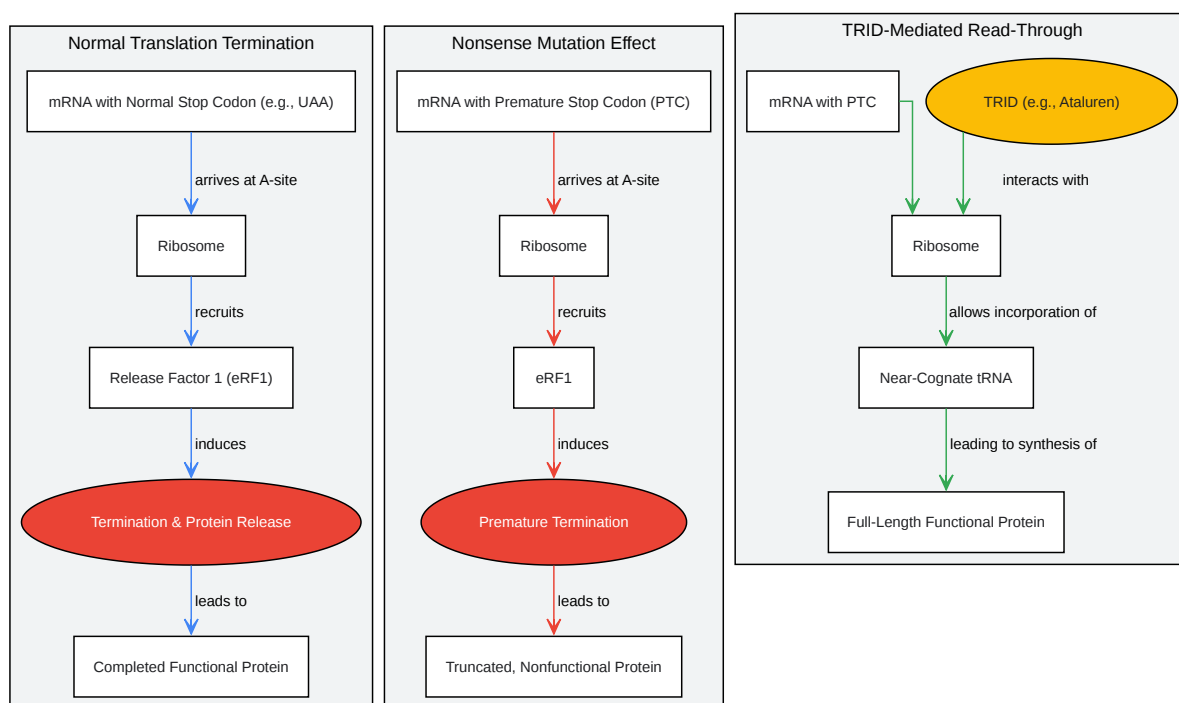 Normal Translation Termination
mRNA with Normal Stop Codon (e.g., UAA)
arrives at A-site
Ribosome
recruits
Release Factor 1 (eRF1)
induces
Termination & Protein Release
leads to
Completed Functional Protein
Nonsense Mutation Effect
mRNA with Premature Stop Codon (PTC)
arrives at A-site
Ribosome
recruits
eRF1
induces
Premature Termination
leads to
Truncated, Nonfunctional Protein
TRID-Mediated Read-Through
mRNA with PTC
TRID (e.g., Ataluren)
interacts with
Ribosome
allows incorporation of
Near-Cognate tRNA
leading to synthesis of
Full-Length Functional Protein